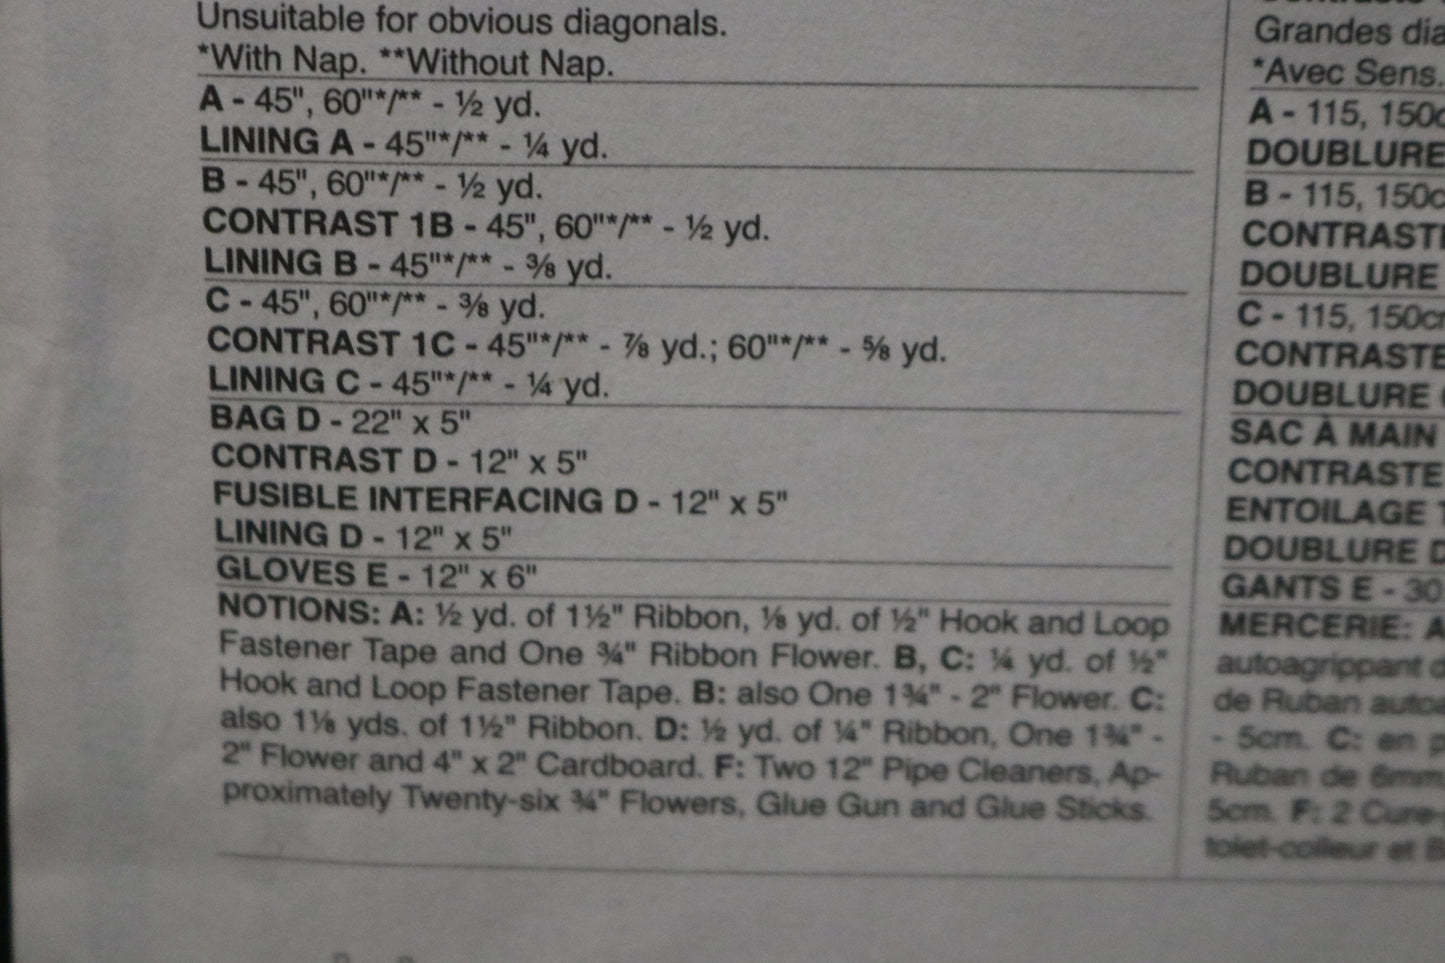 Unsuitable for obvious diagonals.
*With Nap. **Without Nap.
A - 45", 60"*/** - ½ yd.
LINING A - 45"*/** - ¼ yd.
B - 45", 60"*/** - ½ yd.
CONTRAST 1B - 45", 60"*/** - ½ yd.
LINING B - 45"*/** - ⅜ yd.
C - 45", 60"*/** - ⅜ yd.
CONTRAST 1C - 45"*/** - ⅞ yd.; 60"*/** - ⅝ yd.
LINING C - 45"*/** - ¼ yd.
BAG D - 22" x 5"
CONTRAST D - 12" x 5"
FUSIBLE INTERFACING D - 12" x 5"
LINING D - 12" x 5"
GLOVES E - 12" x 6"
NOTIONS: A: ½ yd. of 1½" Ribbon, ⅛ yd. of ½" Hook and Loop
Fastener Tape and One ¾" Ribbon Flower. B, C: ¼ yd. of ½"
Hook and Loop Fastener Tape. B: also One 1¾" - 2" Flower. C:
also 1⅛ yds. of 1½" Ribbon. D: ½ yd. of ¼" Ribbon, One 1¾" -
2" Flower and 4" x 2" Cardboard. F: Two 12" Pipe Cleaners, Ap-
proximately Twenty-six ¾" Flowers, Glue Gun and Glue Sticks.
Grandes
*Avec Sens.
A - 115,
DOUBLURE
B - 115,
DOUBLURE
C - 115,
CONTRASTE
DOUBLURE
SAC À MAIN
CONTRASTE
ENTOILAGE
DOUBLURE D
GANTS E - 30
MERCERIE: A
autoagrippant
de Ruban
- 5cm. C: en
Ruban de 6mm
5cm. F: 2